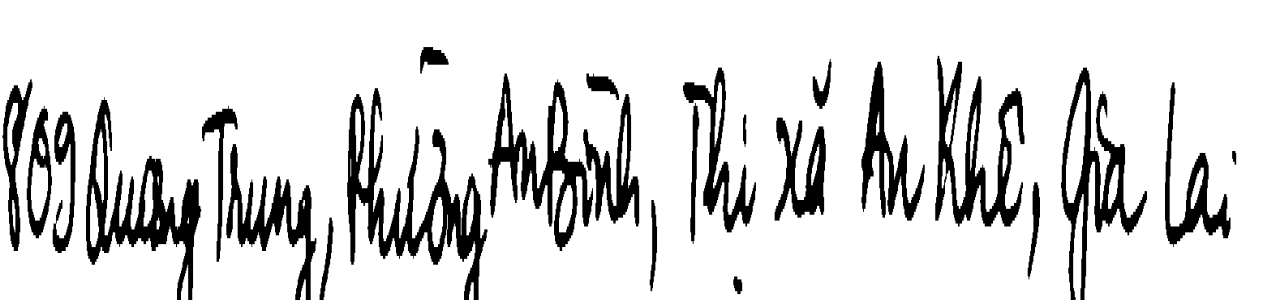 809 Quang Trung, Phường An Bình, Thị xã An Khê, Gia Lai